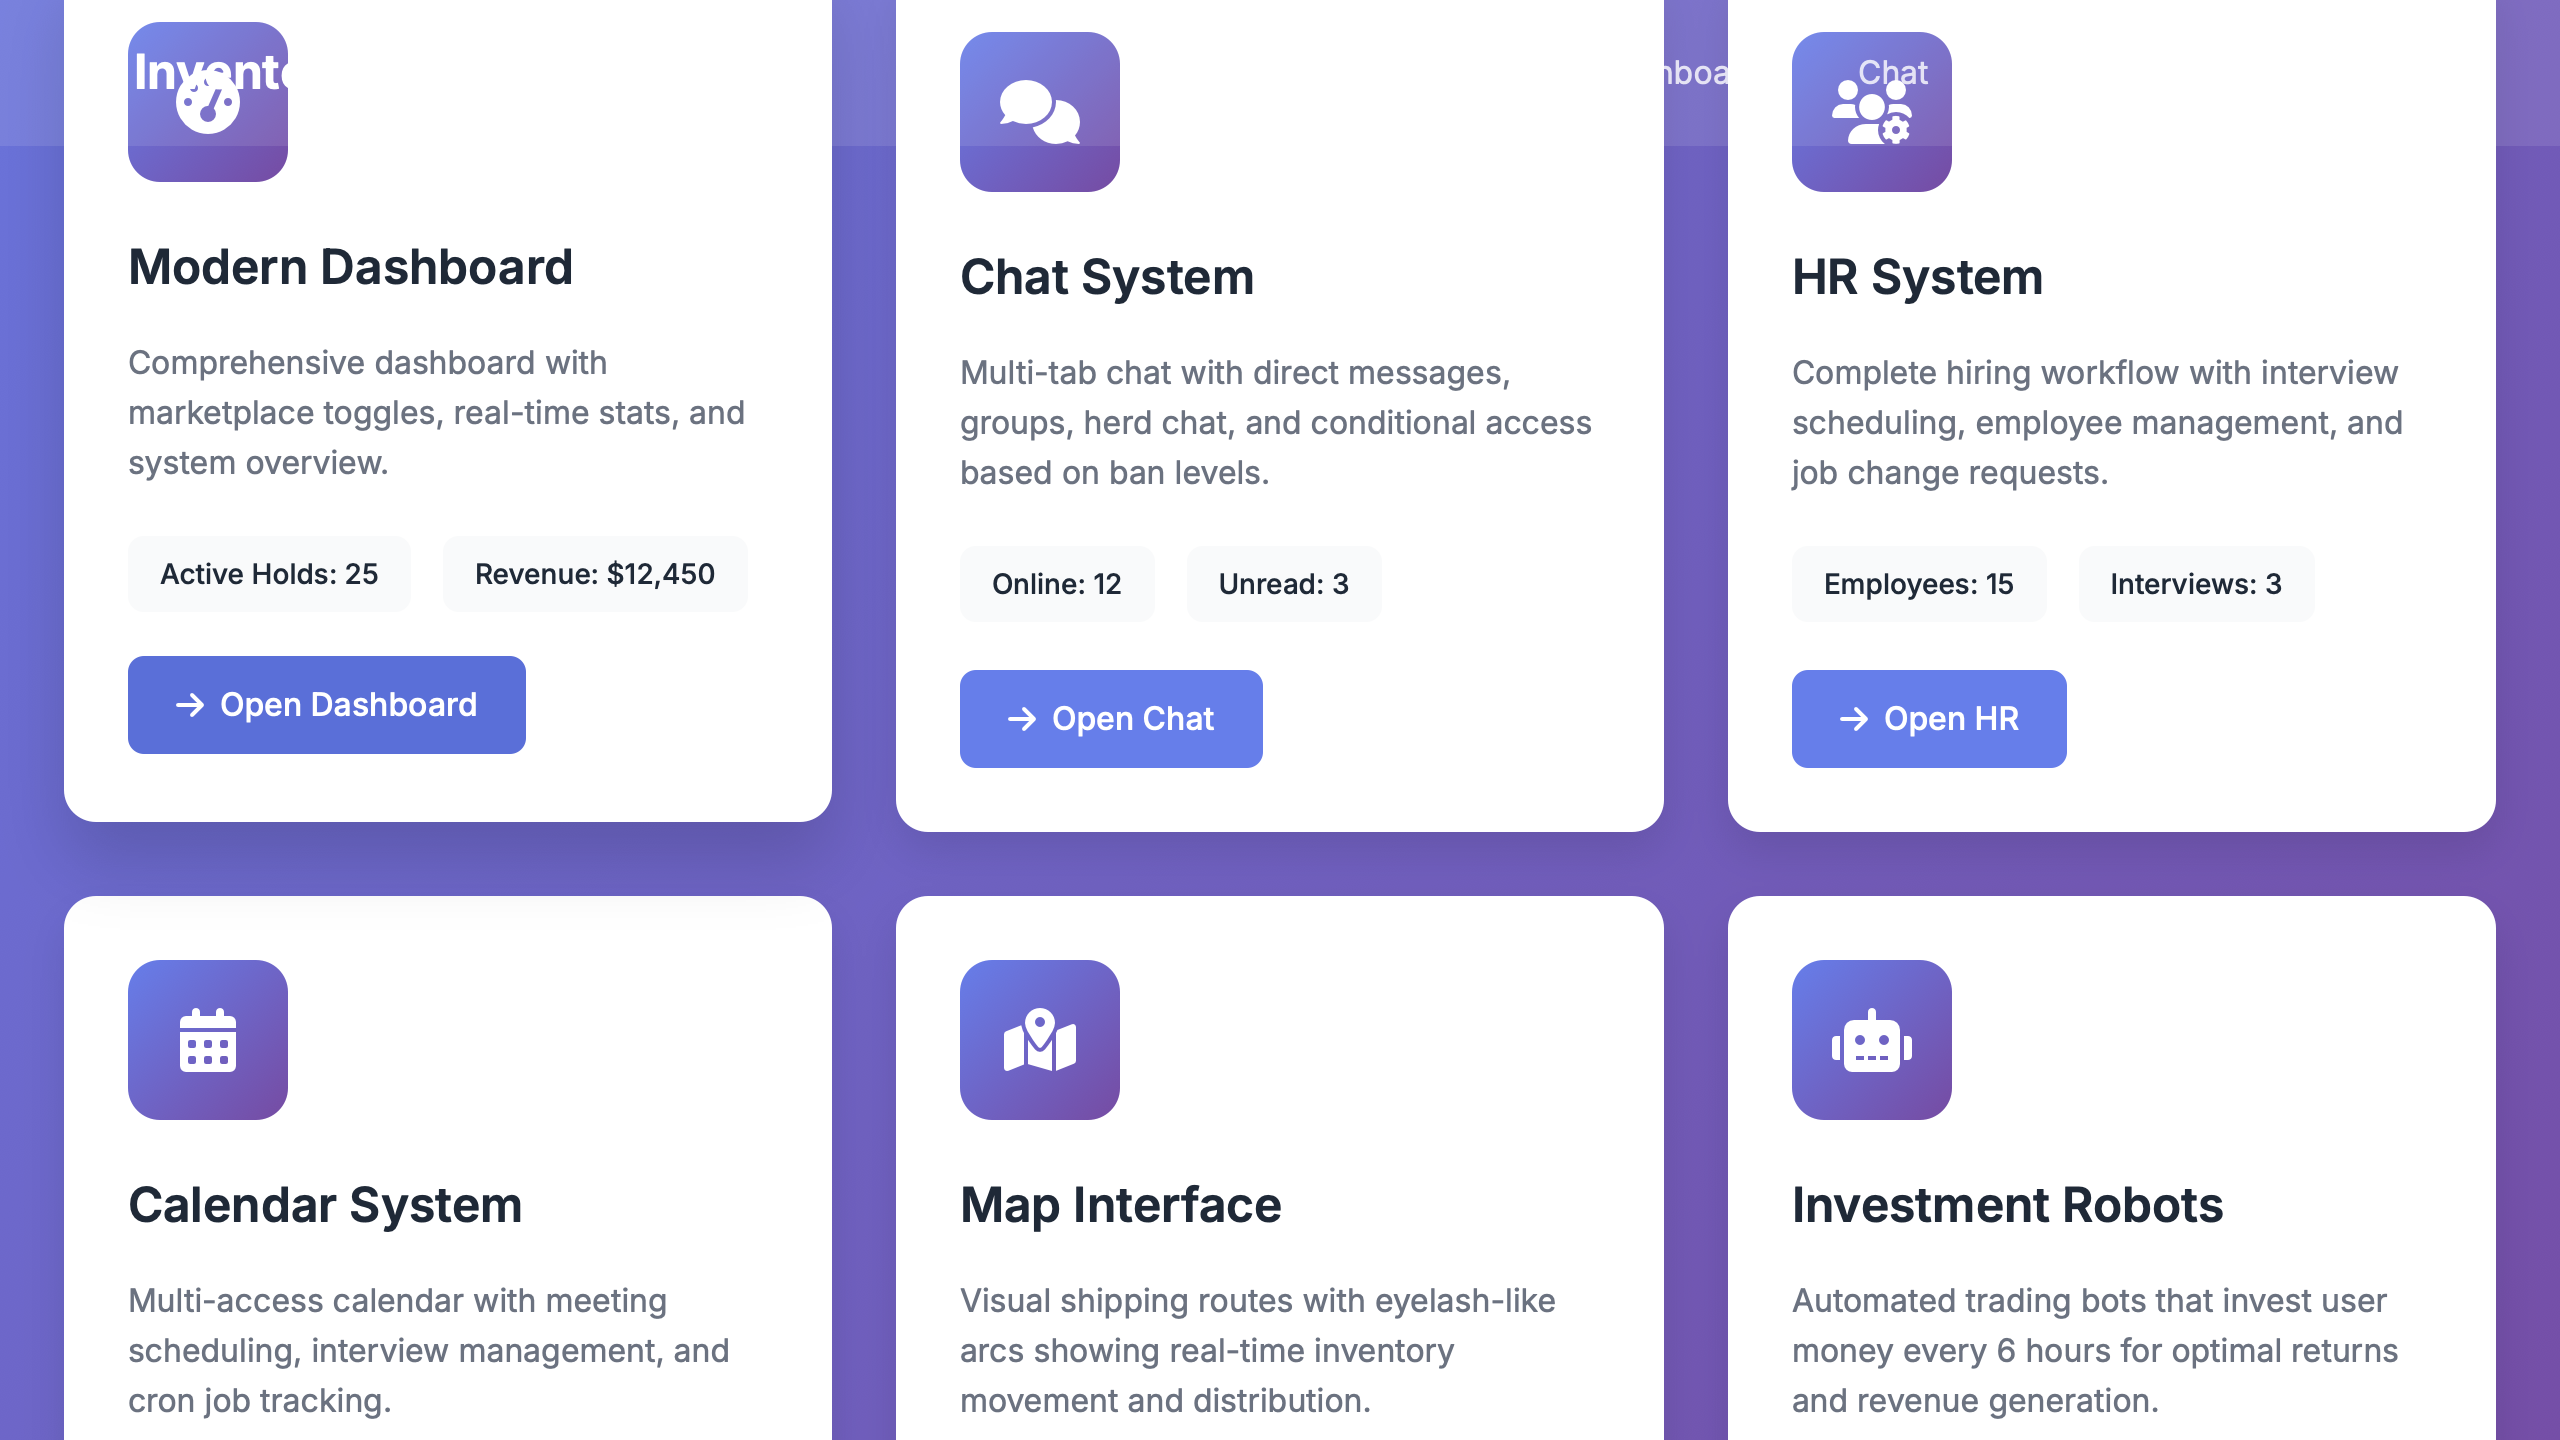 Chat
Modern Dashboard
Comprehensive dashboard with
marketplace toggles, real-time stats, and
system overview.
Active Holds: 25
Revenue: $12,450
Open Dashboard
Chat System
Multi-tab chat with direct messages,
groups, herd chat, and conditional access
based on ban levels.
Online: 12
Unread: 3
Open Chat
HR System
Complete hiring workflow with interview
scheduling, employee management, and
job change requests.
Employees: 15
Interviews: 3
Open HR
Calendar System
Multi-access calendar with meeting
scheduling, interview management, and
cron job tracking.
Map Interface
Visual shipping routes with eyelash-like
arcs showing real-time inventory
movement and distribution.
Investment Robots
Automated trading bots that invest user
money every 6 hours for optimal returns
and revenue generation.